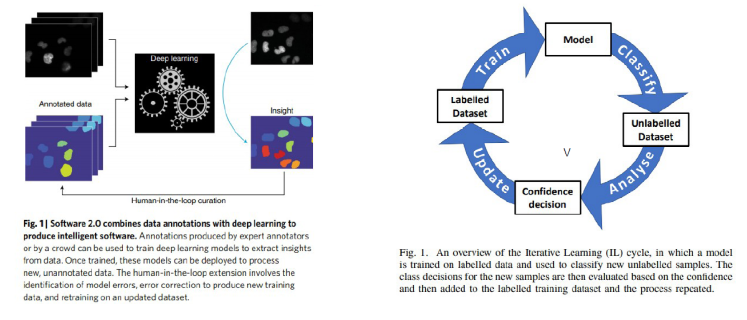 Deep learning
Annotated data
Insight
Human-in-the-loop curation
Fig. 1 | Software 2.0 combines data annotations with deep learning to
produce intelligent software. Annotations produced by expert annotators
or by a crowd can be used to train deep learning models to extract insights
from data. Once trained, these models can be deployed to process
new, unannotated data. The human-in-the-loop extension involves the
identification of model errors, error correction to produce new training
data, and retraining on an updated dataset.
Model
Train
Classify
Labelled
Dataset
Unlabelled
Dataset
V
Update
Analyse
Confidence
decision
Fig. 1. An overview of the Iterative Learning (IL) cycle, in which a model
is trained on labelled data and used to classify new unlabelled samples. The
class decisions for the new samples are then evaluated based on the confidence
and then added to the labelled training dataset and the process repeated.